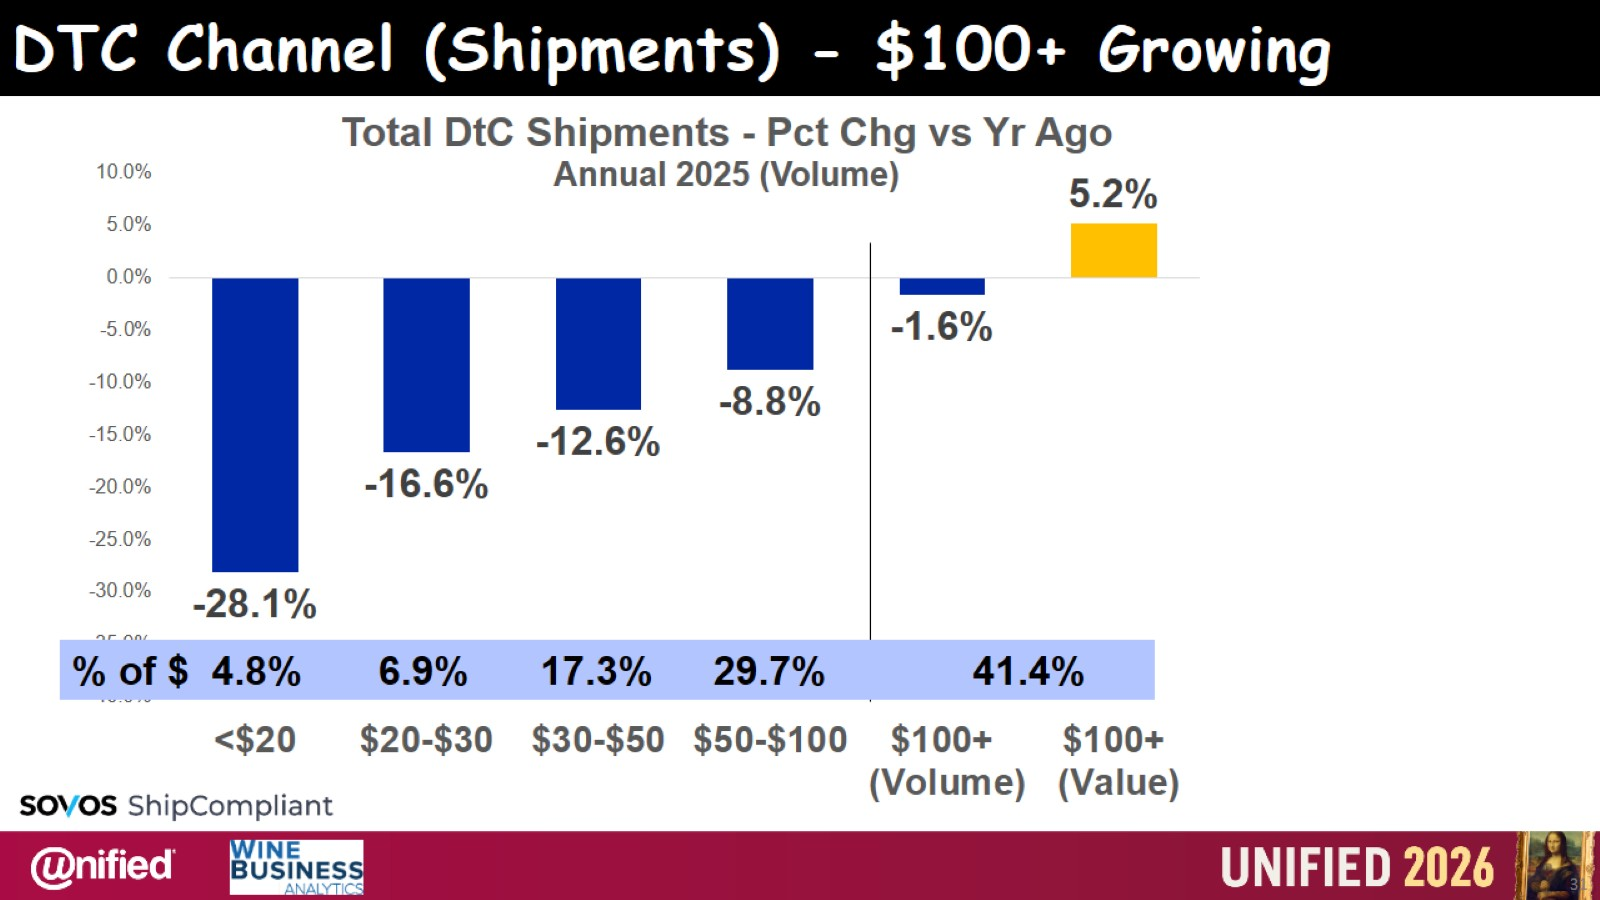 DTC Channel (Shipments) - $100+ Growing
Total DtC Shipments - Pct Chg vs Yr Ago
Annual 2025 (Volume)
10.0%
5.0%
0.0%
-5.0%
-10.0%
-15.0%
-20.0%
-25.0%
-30.0%
5.2%
-1.6%
-8.8%
-12.6%
-16.6%
-28.1%
% of $ 4.8% 6.9% 17.3% 29.7% 41.4%
<$20 $20-$30 $30-$50 $50-$100 $100+ $100+
(Volume) (Value)
sovos ShipCompliant
unified
WINE
BUSINESS
ANALYTICS
UNIFIED 2026